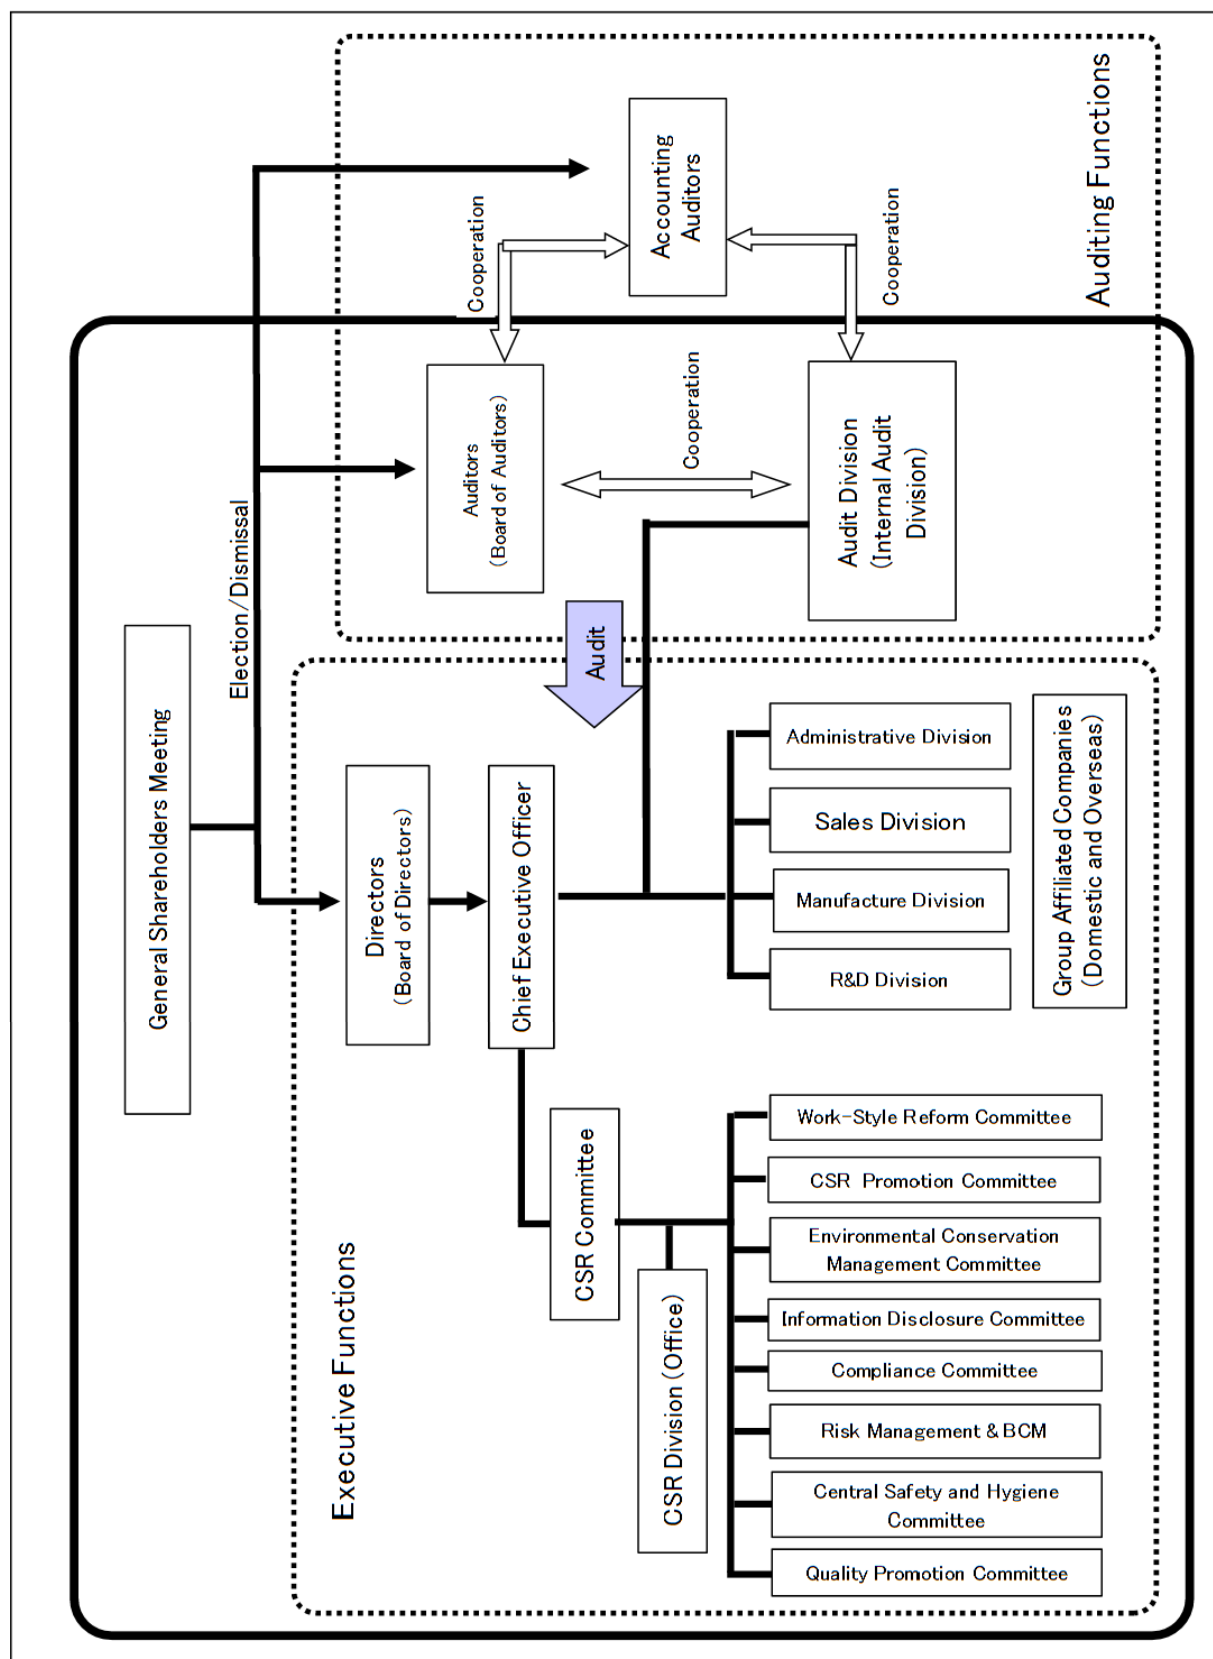 General Shareholders Meeting
Election/Dismissal
Auditing Functions
Accounting
Auditors
Cooperation
Cooperation
Auditors
(Board of Auditors)
Cooperation
Audit Division
(Internal Audit
Division)
Audit
Executive Functions
Directors
(Board of Directors)
Chief Executive Officer
Administrative Division
Sales Division
Manufacture Division
R&D Division
Group Affiliated Companies
(Domestic and Overseas)
CSR Committee
CSR Division (Office)
Work-Style Reform Committee
CSR Promotion Committee
Environmental Conservation
Management Committee
Information Disclosure Committee
Compliance Committee
Risk Management & BCM
Central Safety and Hygiene
Committee
Quality Promotion Committee